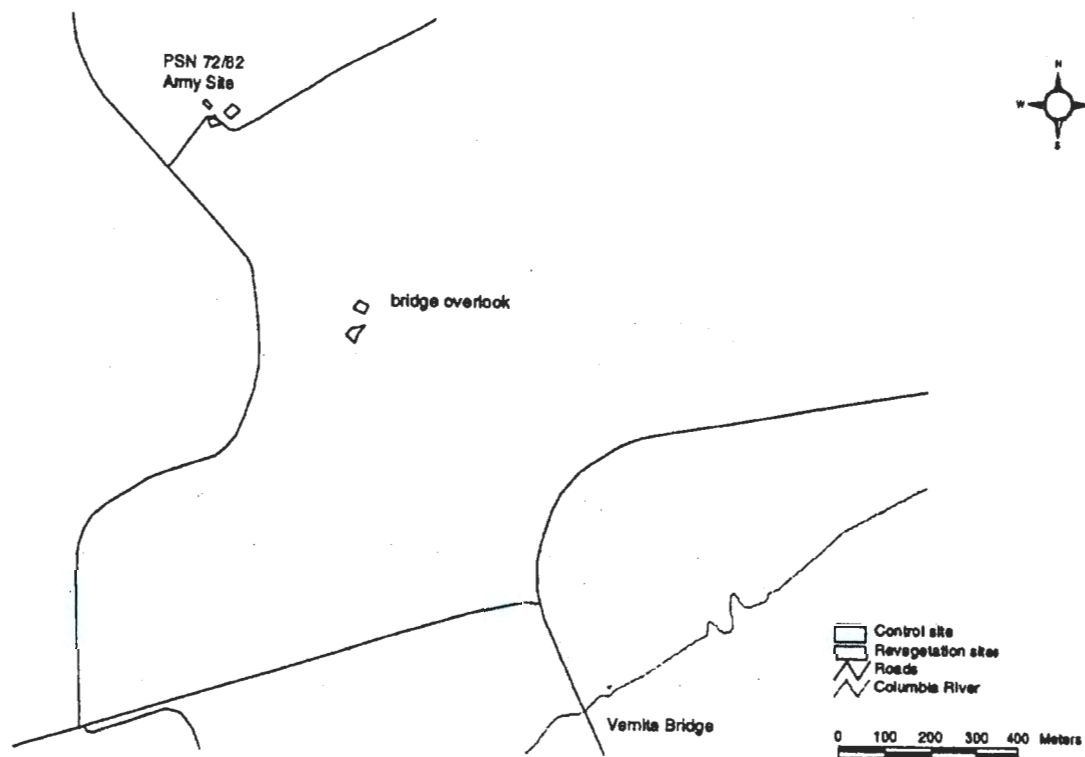 PSN 72/82
Army Site
N
W
S
bridge overlook
Control site
Revegetation sites
Roads
Columbia River
Vernita Bridge
0 100 200 300 400 Meters